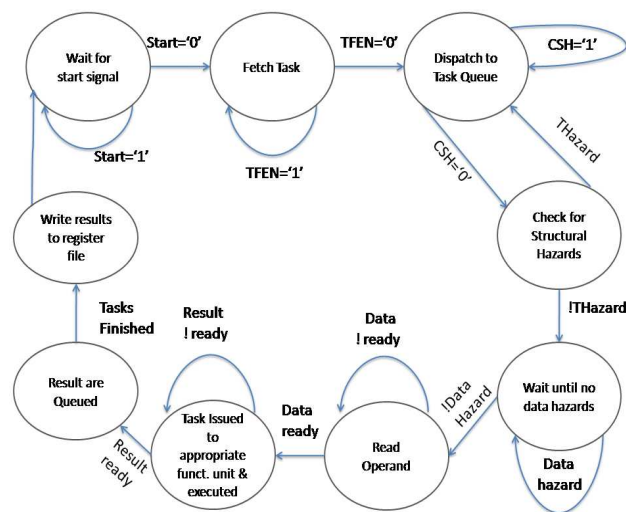 Wait for
start signal
Start=‘0’
Fetch Task
TFEN=‘0’
Dispatch to
Task Queue
CSH=‘1’
Start=‘1’
TFEN=‘1’
CSH=‘0’
THazard
Write results
to register
file
Check for
Structural
Hazards
Tasks
Finished
!THazard
Result
! ready
Data
! ready
Result are
Queued
Result
ready
Task Issued
to
appropriate
funct. unit &
executed
Data
ready
Read
Operand
!Data
Hazard
Wait until no
data hazards
Data
hazard